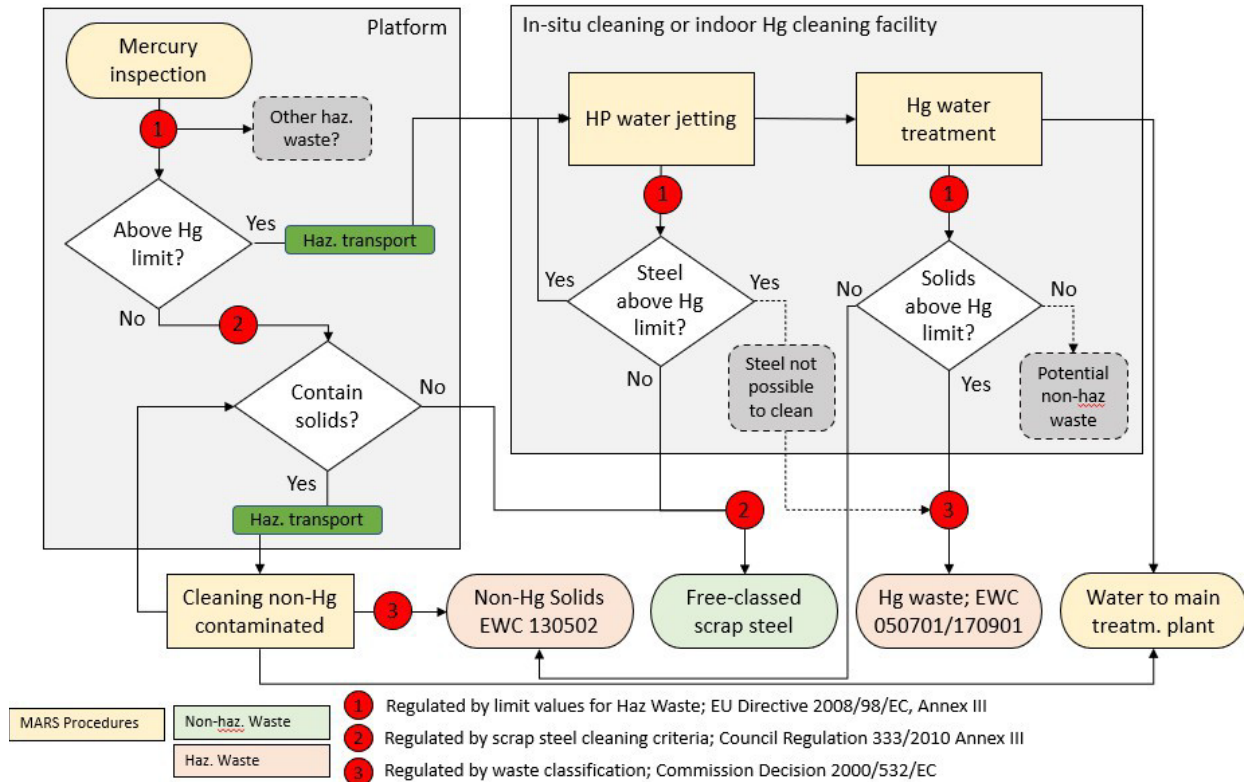 Platform
Mercury
inspection
1
Other haz.
waste?
Above Hg
limit?
Yes
Haz. transport
No
2
Contain
solids?
No
Yes
Haz. transport
In-situ cleaning or indoor Hg cleaning facility
HP water jetting
Hg water
treatment
1
1
Steel
above Hg
limit?
Yes
Yes
No
Steel not
possible
to clean
Solids
above Hg
limit?
No
No
Yes
Potential
non-haz
waste
2
3
Cleaning non-Hg
contaminated
3
Non-Hg Solids
EWC 130502
Free-classed
scrap steel
Hg waste; EWC
050701/170901
Water to main
treatm. plant
MARS Procedures
Non-haz. Waste
Haz. Waste
1 Regulated by limit values for Haz Waste; EU Directive 2008/98/EC, Annex III
2 Regulated by scrap steel cleaning criteria; Council Regulation 333/2010 Annex III
3 Regulated by waste classification; Commission Decision 2000/532/EC